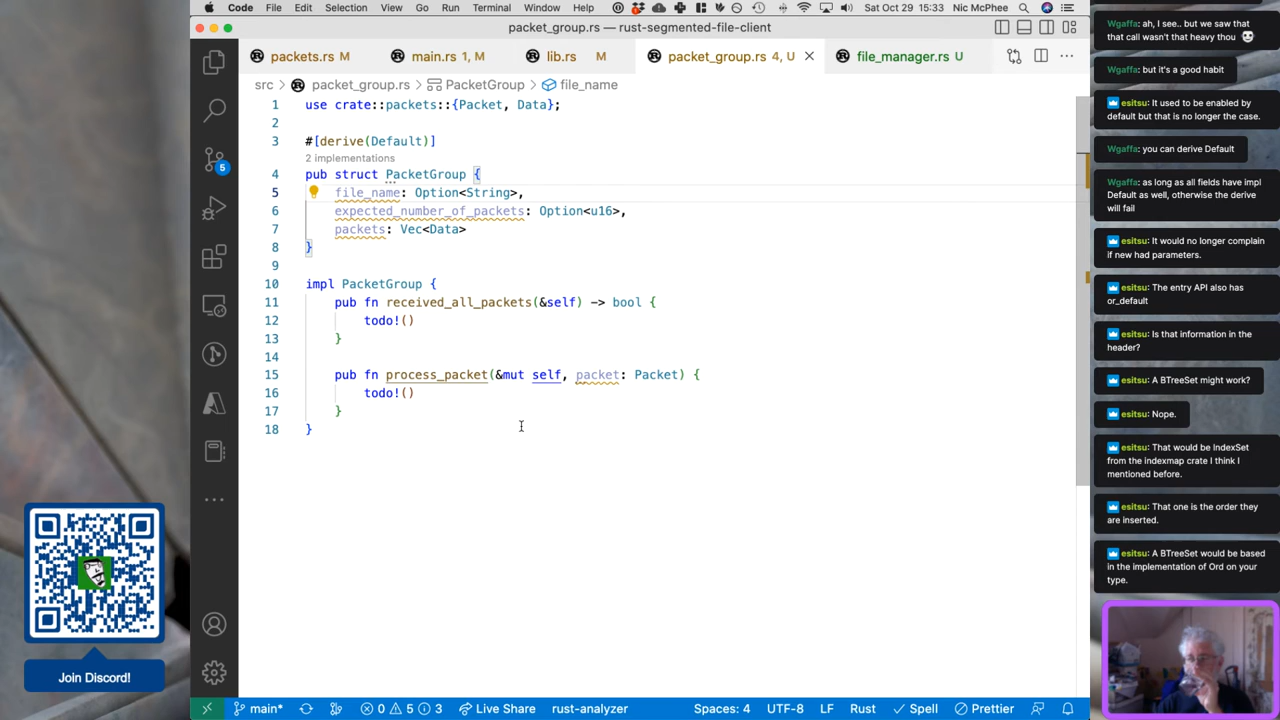 Code File Edit Selection View Go Run Terminal Window Help Sat Oct 29 15:33 Nic McPhee
packet_group.rs — rust-segmented-file-client
packets.rs M main.rs 1, M lib.rs M packet_group.rs 4, U file_manager.rs U
src › packet_group.rs › PacketGroup › file_name
1 use crate::packets::{Packet, Data};
2
3 #[derive(Default)]
2 implementations
4 pub struct PacketGroup {
5 file_name: Option<String>,
6 expected_number_of_packets: Option<u16>,
7 packets: Vec<Data>
8 }
9
10 impl PacketGroup {
11 pub fn received_all_packets(&self) -> bool {
12 todo!()
13 }
14
15 pub fn process_packet(&mut self, packet: Packet) {
16 todo!()
17 }
18 }
5
main* 0 5 3 Live Share rust-analyzer Spaces: 4 UTF-8 LF Rust Spell Prettier
Join Discord!
Wgaffa: ah, I see.. but we saw that
that call wasn't that heavy thou
Wgaffa: but it's a good habit
esitsu: It used to be enabled by
default but that is no longer the case.
Wgaffa: you can derive Default
Wgaffa: as long as all fields have impl
Default as well, otherwise the derive
will fail
esitsu: It would no longer complain
if new had parameters.
esitsu: The entry API also has
or_default
esitsu: Is that information in the
header?
esitsu: A BTreeSet might work?
esitsu: Nope.
esitsu: That would be IndexSet
from the indexmap crate I think I
mentioned before.
esitsu: That one is the order they
are inserted.
esitsu: A BTreeSet would be based
in the implementation of Ord on your
type.